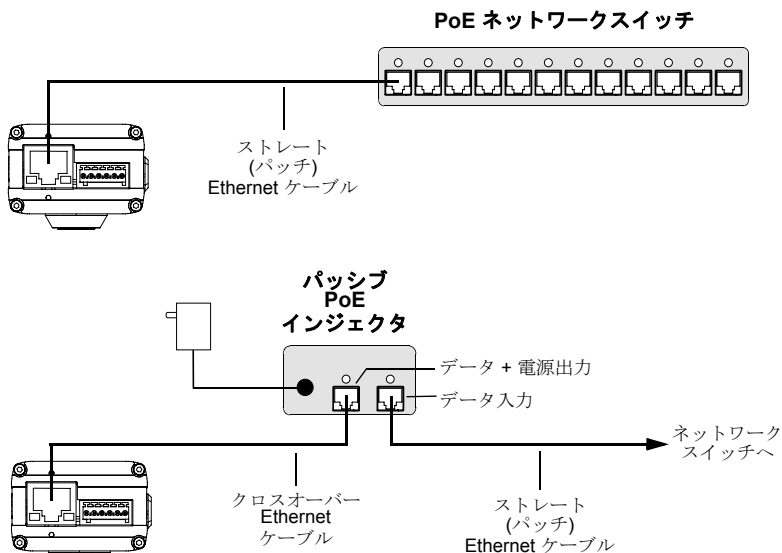 PoE ネットワークスイッチ
ストレート
(パッチ)
Ethernet ケーブル
パッシブ
PoE
インジェクタ
データ + 電源出力
データ入力
ネットワーク
スイッチへ
クロスオーバー
Ethernet
ケーブル
ストレート
(パッチ)
Ethernet ケーブル